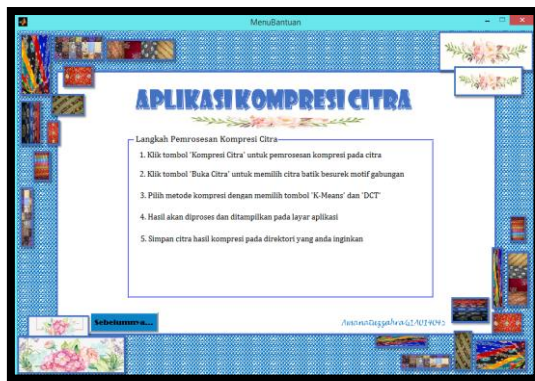 MenuBantuan
APLIKASI KOMPRESI CITRA
Langkah Pemrosesan Kompresi Citra
1. Klik tombol 'Kompresi Citra' untuk pemrosesan kompresi pada citra
2. Klik tombol 'Buka Citra' untuk memilih citra batik besurek motif gabungan
3. Pilih metode kompresi dengan memilih tombol 'K-Means' dan 'DCT'
4. Hasil akan diproses dan ditampilkan pada layar aplikasi
5. Simpan citra hasil kompresi pada direktori yang anda inginkan
Sebelumnya...